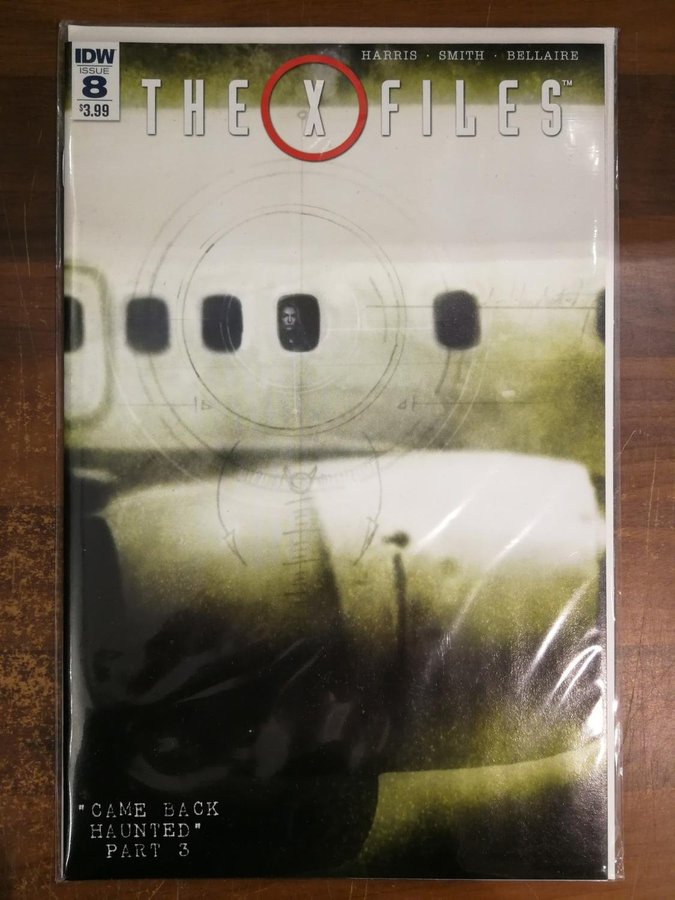 IDW
ISSUE
8
$3.99
HARRIS · SMITH · BELLAIRE
THE X FILES™
"CAME BACK
HAUNTED"
PART 3